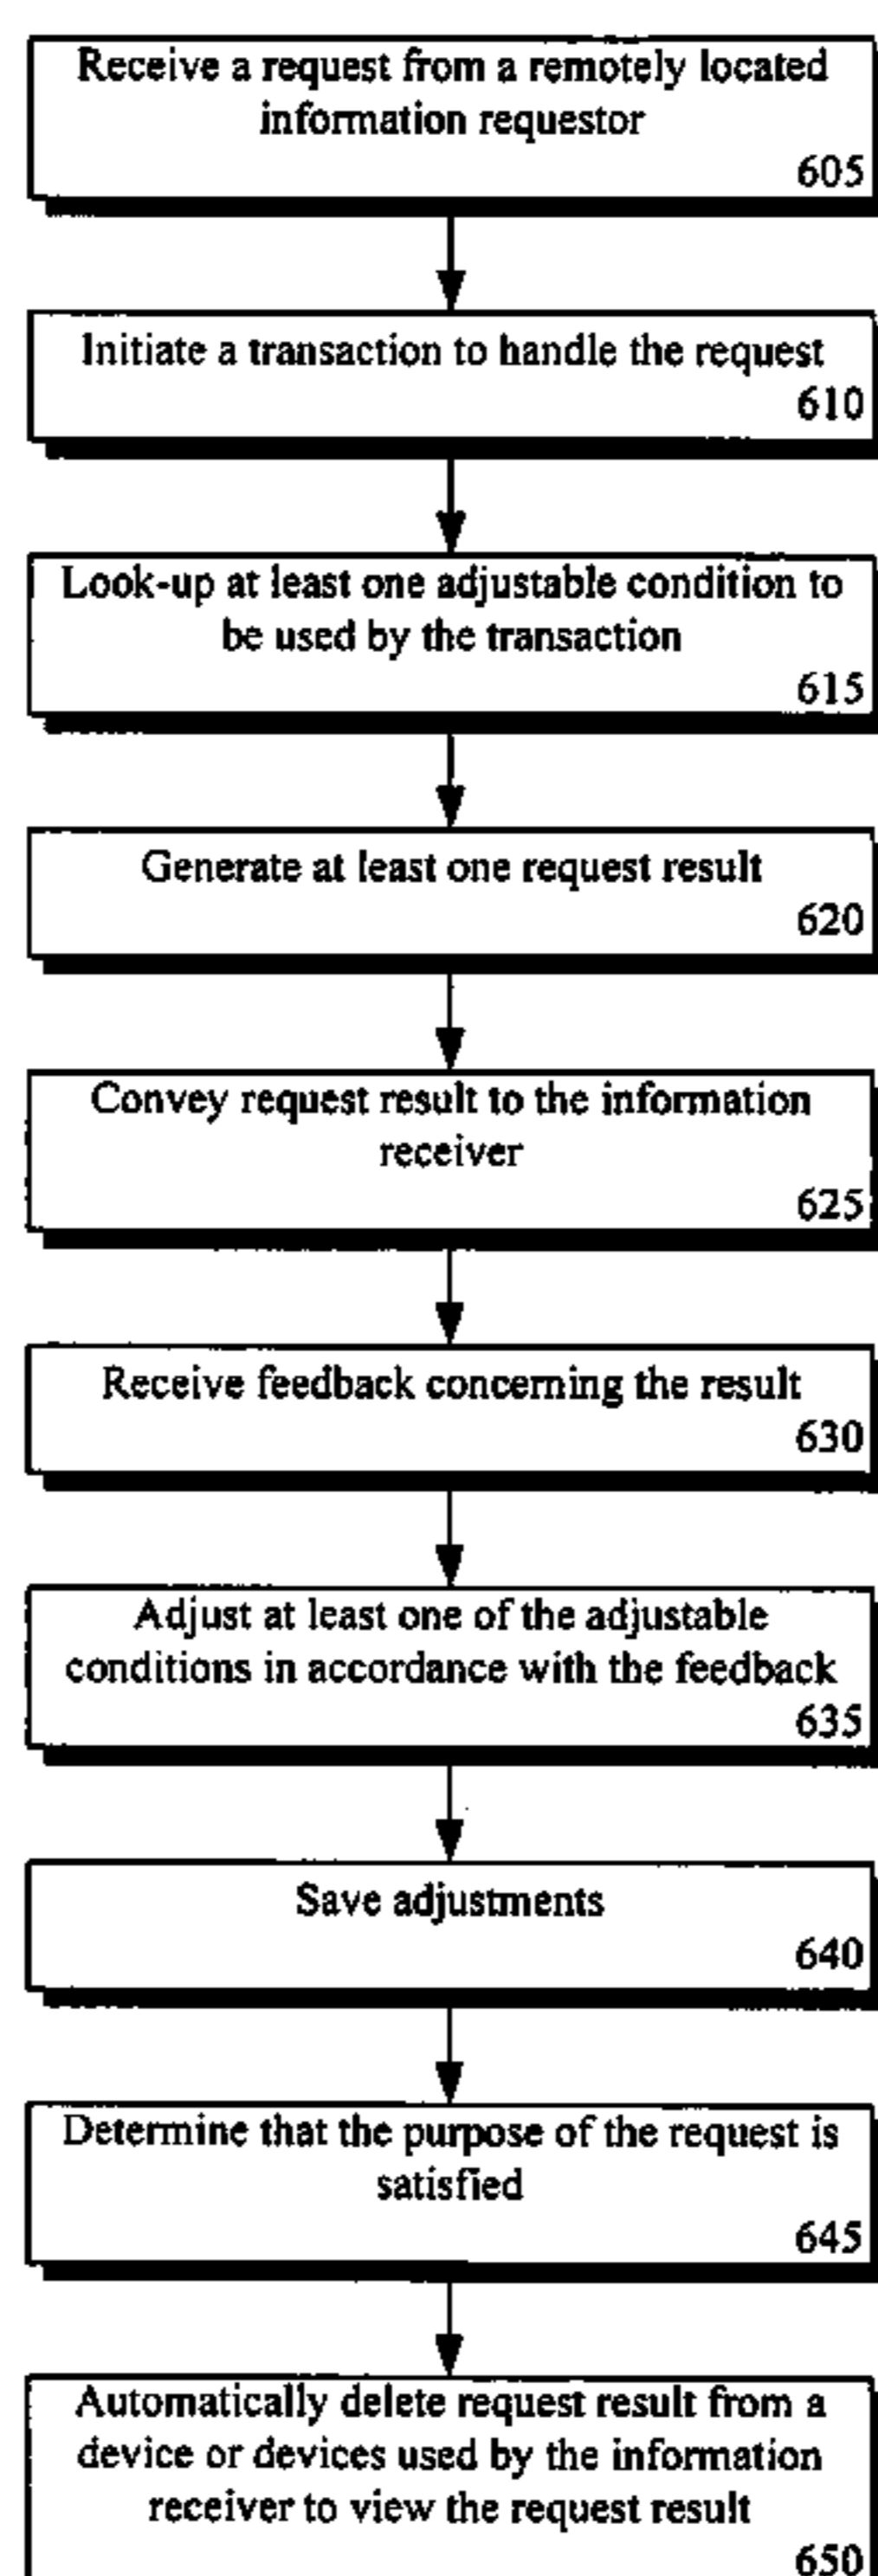 Receive a request from a remotely located
information requestor
605
Initiate a transaction to handle the request
610
Look-up at least one adjustable condition to
be used by the transaction
615
Generate at least one request result
620
Convey request result to the information
receiver
625
Receive feedback concerning the result
630
Adjust at least one of the adjustable
conditions in accordance with the feedback
635
Save adjustments
640
Determine that the purpose of the request is
satisfied
645
Automatically delete request result from a
device or devices used by the information
receiver to view the request result
650